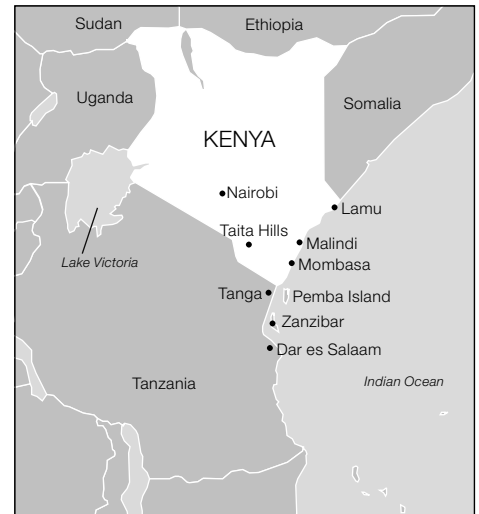 Sudan
Ethiopia
Uganda
Somalia
KENYA
Nairobi
Lamu
Taita Hills
Malindi
Lake Victoria
Mombasa
Tanga
Pemba Island
Zanzibar
Dar es Salaam
Tanzania
Indian Ocean